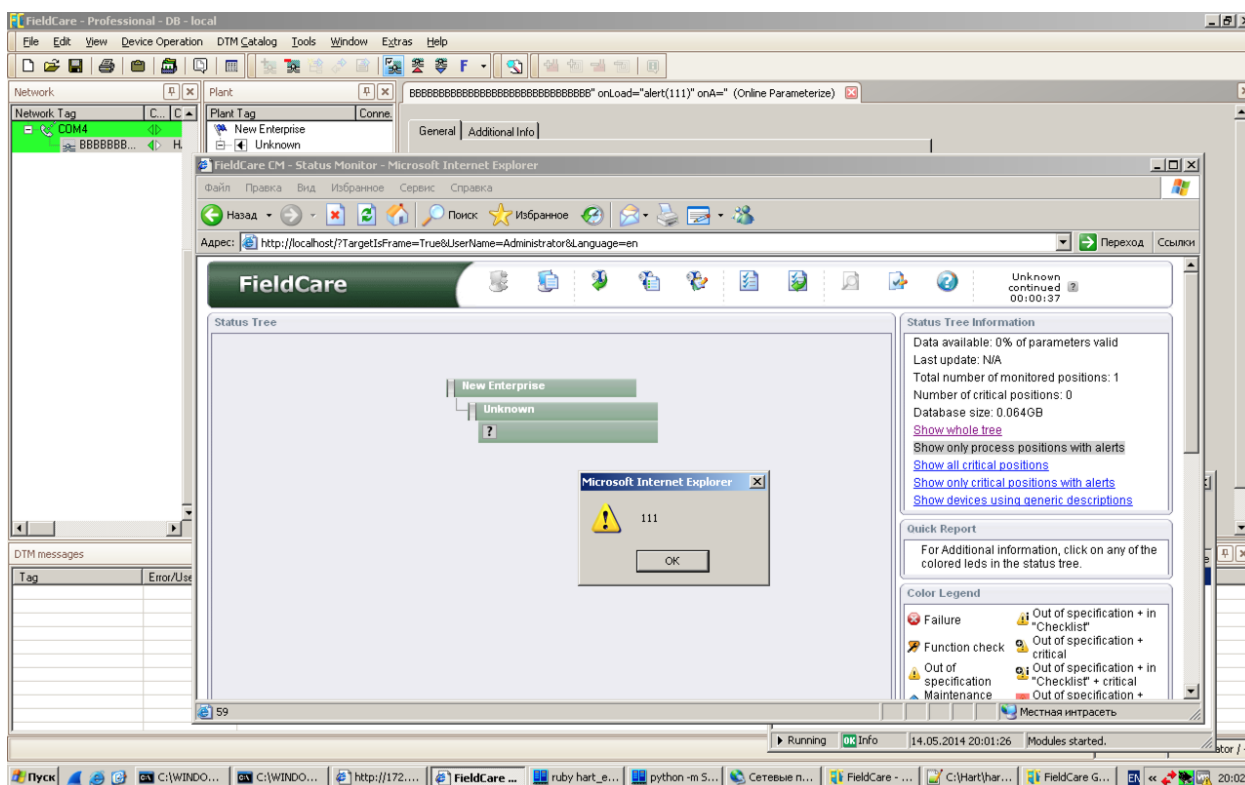 FieldCare - Professional - DB - local
File Edit View Device Operation DTM Catalog Tools Window Extras Help
Network
Plant
BBBBBBBBBBBBBBBBBBBBBBBBBBBBBBBB" onLoad="alert(111)" onA=" (Online Parameterize)
Network Tag C... C
Plant Tag Conne.
COM4
BBBBBBB... H.
New Enterprise
Unknown
General Additional Info
FieldCare CM - Status Monitor - Microsoft Internet Explorer
Файл Правка Вид Избранное Сервис Справка
Назад Поиск Избранное
Адрес: http://localhost/?TargetIsFrame=True&UserName=Administrator&Language=en Переход Ссылки
FieldCare
Unknown
continued ?
00:00:37
Status Tree
New Enterprise
Unknown
?
Status Tree Information
Data available: 0% of parameters valid
Last update: N/A
Total number of monitored positions: 1
Number of critical positions: 0
Database size: 0.064GB
Show whole tree
Show only process positions with alerts
Show all critical positions
Show only critical positions with alerts
Show devices using generic descriptions
Microsoft Internet Explorer
111
OK
Quick Report
For Additional information, click on any of the
colored leds in the status tree.
Color Legend
Failure
Out of specification + in
"Checklist"
Function check
Out of specification +
critical
Out of
specification
Out of specification + in
"Checklist" + critical
Maintenance
Out of specification +
DTM messages
Tag Error/Use
59
Местная интрасеть
Running OK Info 14.05.2014 20:01:26 Modules started.
ator / -
Пуск C:\WINDO... C:\WINDO... http://172.... FieldCare ... ruby hart_e... python -m S... Сетевые п... FieldCare - ... C:\Hart\har... FieldCare G... EN « 20:02